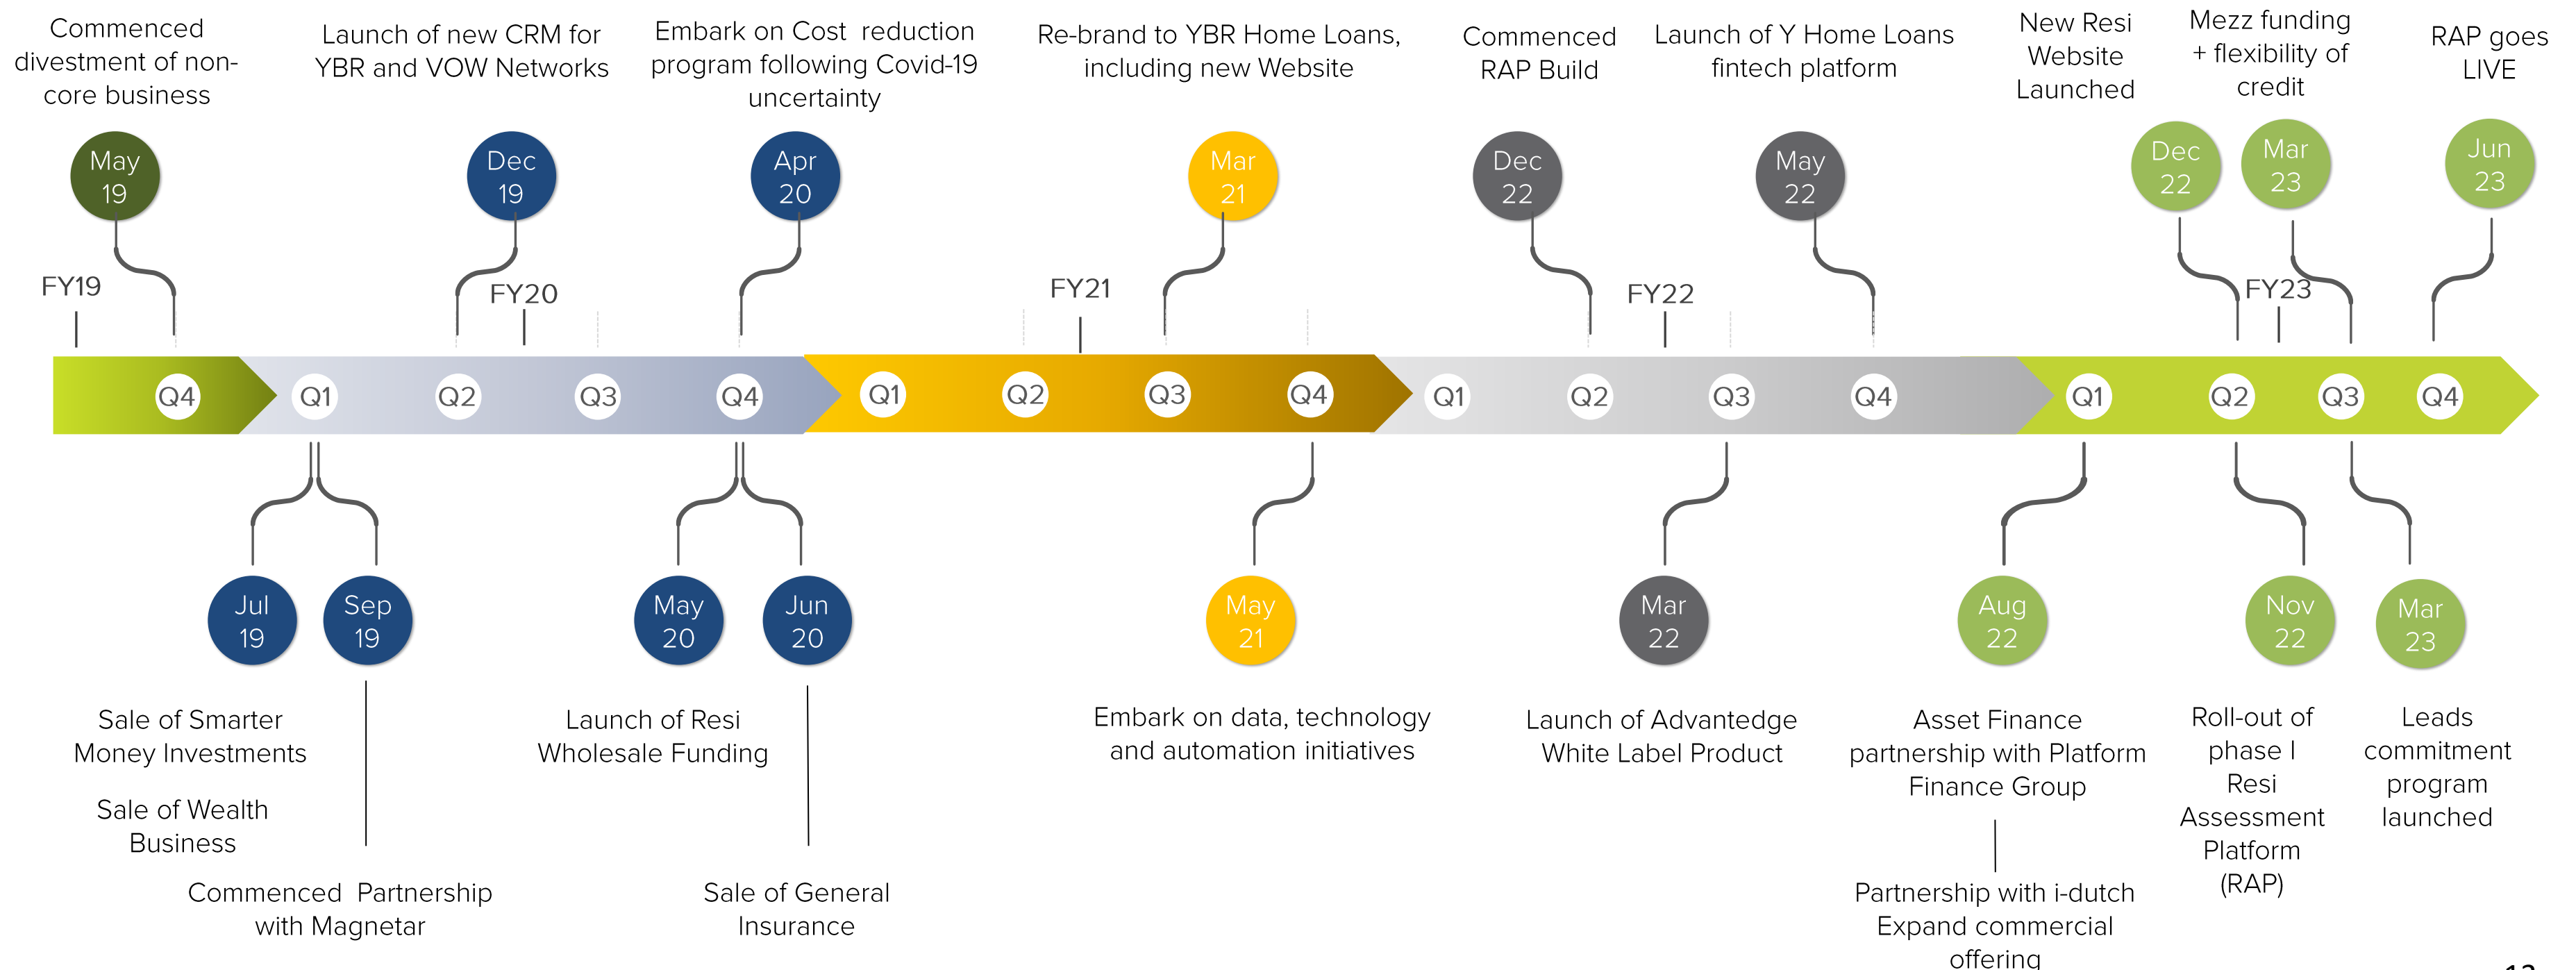 Commenced
divestment of non-
core business
Launch of new CRM for
YBR and VOW Networks
Embark on Cost reduction
program following Covid-19
uncertainty
Re-brand to YBR Home Loans,
including new Website
Commenced
RAP Build
Launch of Y Home Loans
fintech platform
New Resi
Website
Launched
Mezz funding
+ flexibility of
credit
RAP goes
LIVE
May
19
Dec
19
Apr
20
Mar
21
Dec
22
May
22
Dec
22
Mar
23
Jun
23
FY19
FY20
FY21
FY22
FY23
Q4
Q1
Q2
Q3
Q4
Q1
Q2
Q3
Q4
Q1
Q2
Q3
Q4
Q1
Q2
Q3
Q4
Jul
19
Sep
19
May
20
Jun
20
May
21
Mar
22
Aug
22
Nov
22
Mar
23
Sale of Smarter
Money Investments
Sale of Wealth
Business
Commenced Partnership
with Magnetar
Launch of Resi
Wholesale Funding
Sale of General
Insurance
Embark on data, technology
and automation initiatives
Launch of Advantedge
White Label Product
Asset Finance
partnership with Platform
Finance Group
Partnership with i-dutch
Expand commercial
offering
Roll-out of
phase I
Resi
Assessment
Platform
(RAP)
Leads
commitment
program
launched